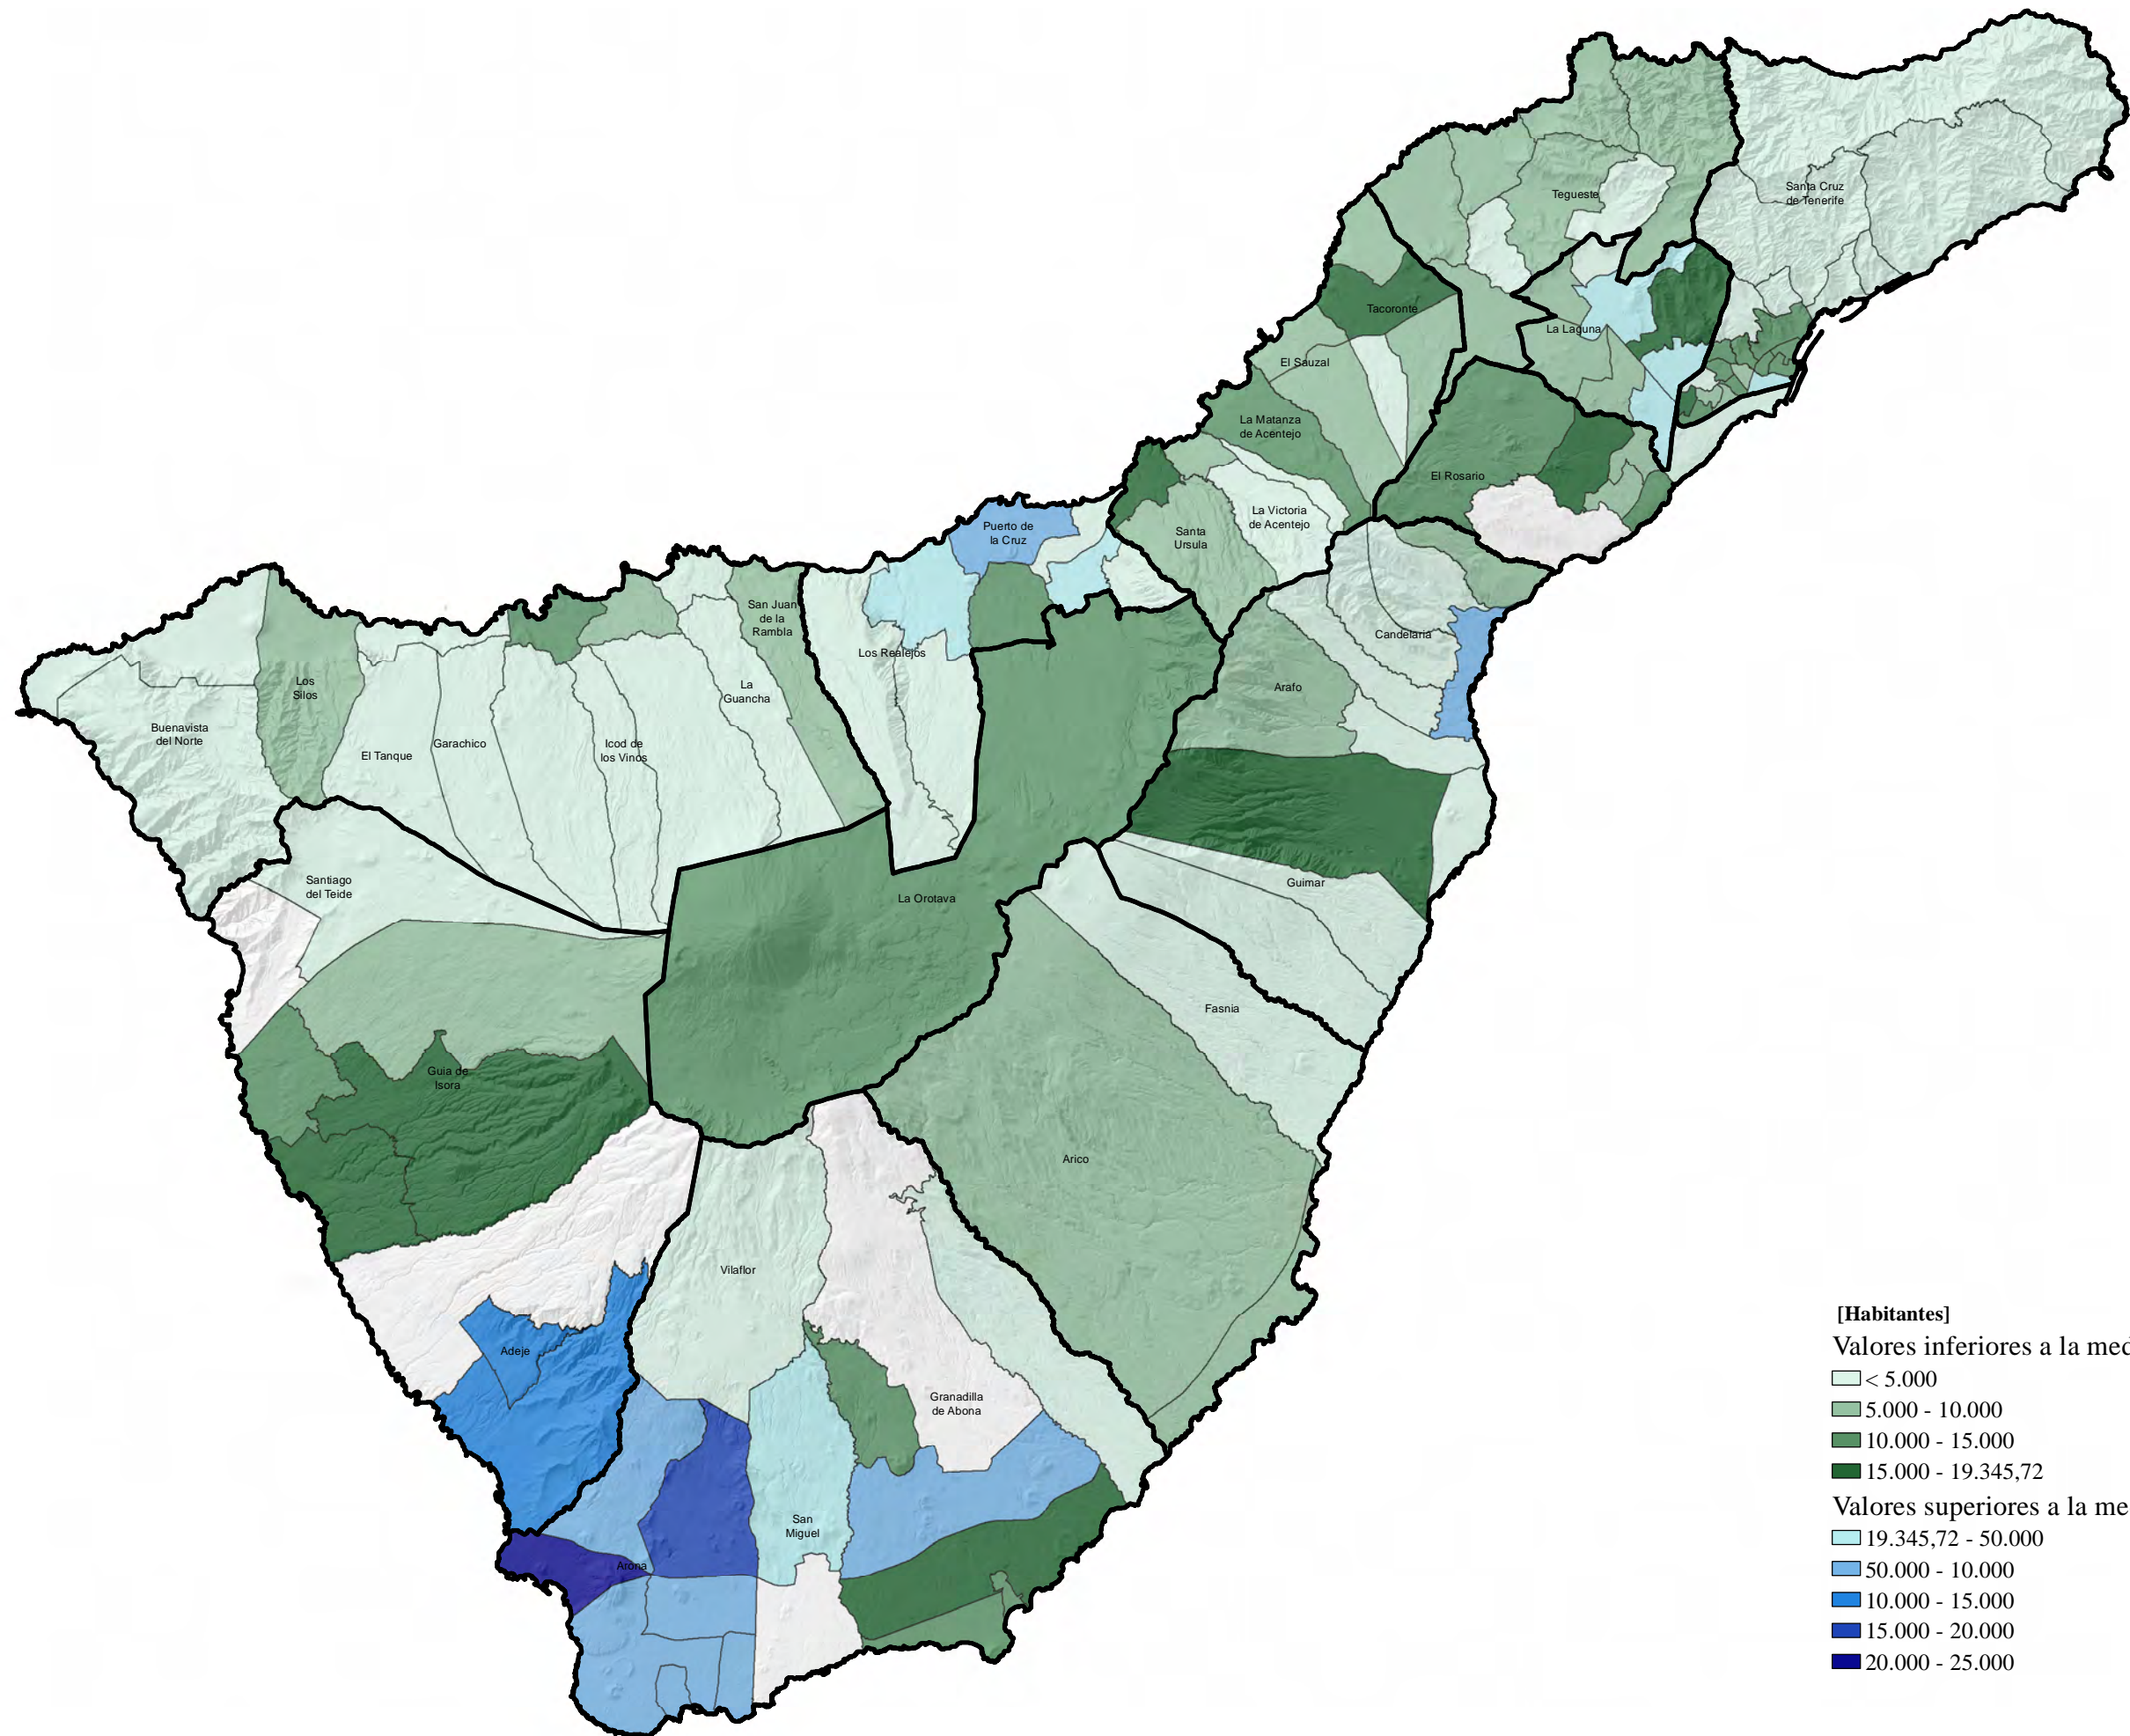 Santa Cruz
de Tenerife
Tegueste
Tacoronte
La Laguna
El Sauzal
La Matanza
de Acentejo
El Rosario
La Victoria
de Acentejo
Santa
Ursula
Puerto de
la Cruz
San Juan
de la
Rambla
Los Realejos
Candelaria
Los
Silos
La
Guancha
Arafo
Buenavista
del Norte
El Tanque
Garachico
Icod de
los Vinos
Santiago
del Teide
La Orotava
Guimar
Fasnia
Guia de
Isora
Arico
Vilaflor
Adeje
Granadilla
de Abona
San
Miguel
Arona
[Habitantes]
Valores inferiores a la med
< 5.000
5.000 - 10.000
10.000 - 15.000
15.000 - 19.345,72
Valores superiores a la me
19.345,72 - 50.000
50.000 - 10.000
10.000 - 15.000
15.000 - 20.000
20.000 - 25.000